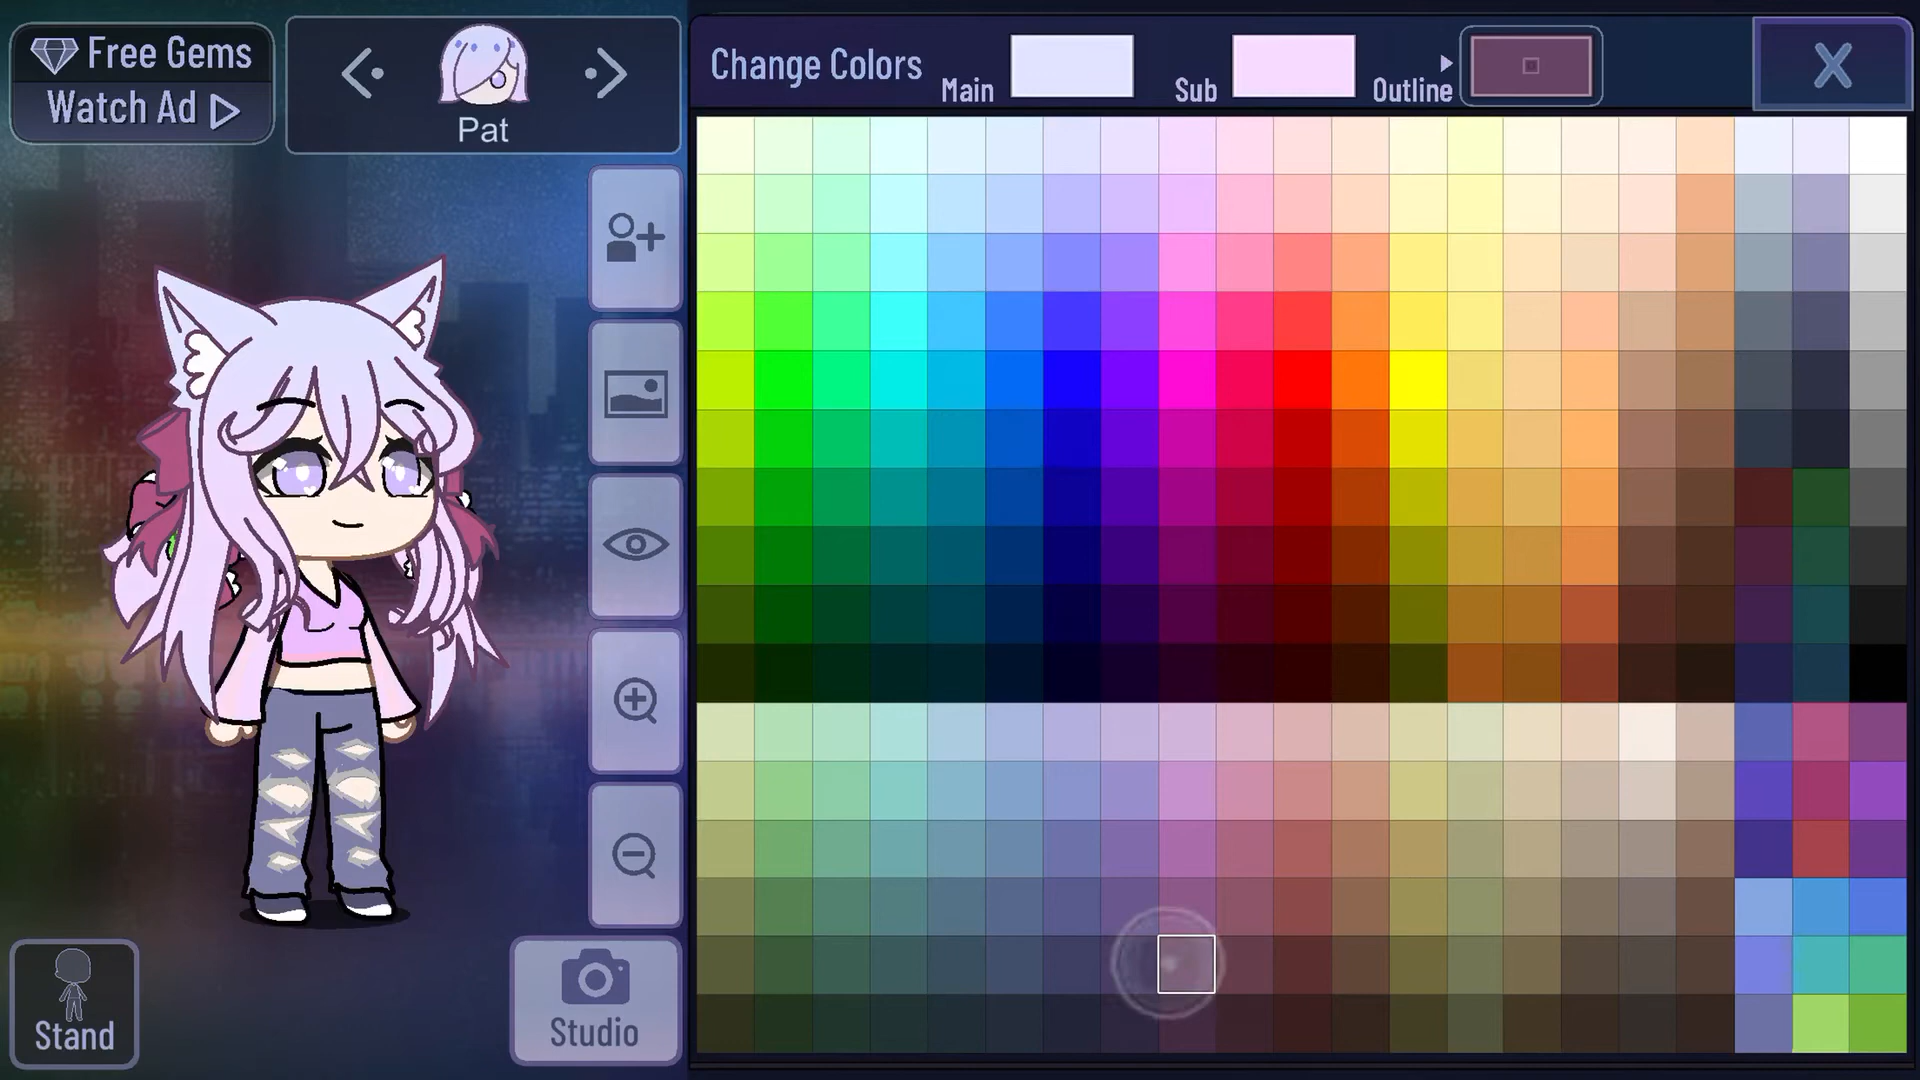 Free Gems
Watch Ad
Pat
Change Colors
Main
Sub
Outline
X
Stand
Studio